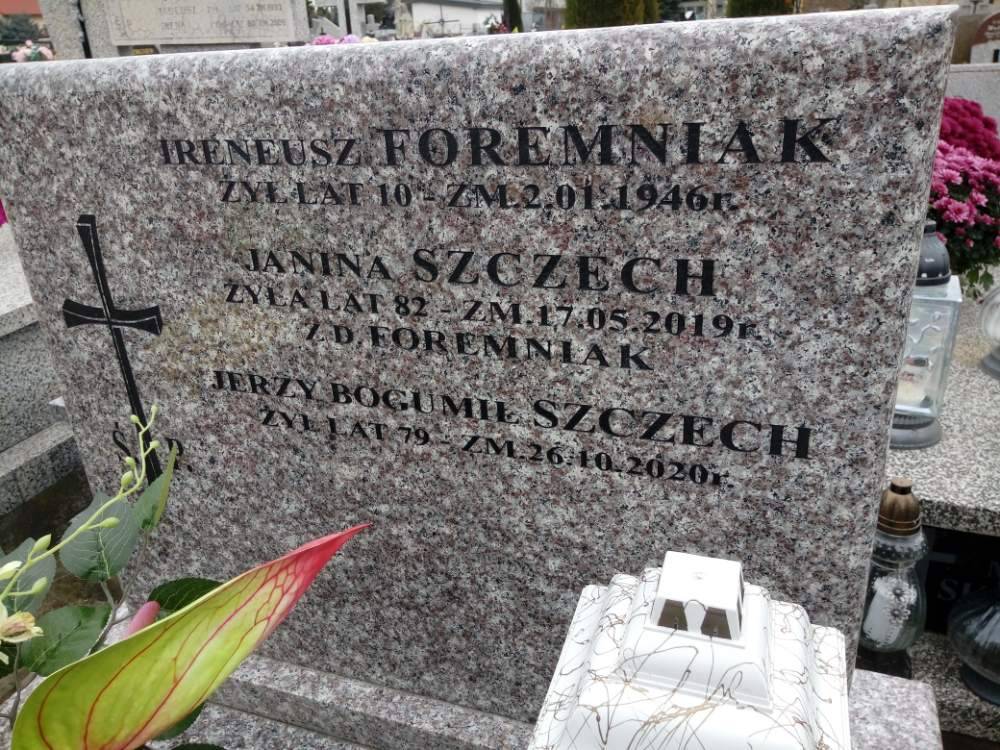 IRENEUSZ FOREMNIAK
ŻYŁ LAT 10 - ZM.2.01.1946r.
JANINA SZCZECH
ŻYŁA LAT 82 - ZM.17.05.2019r.
Z D. FOREMNIAK
JERZY BOGUMIŁ SZCZECH
ŻYŁ LAT 79 - ZM.26.10.2020r.